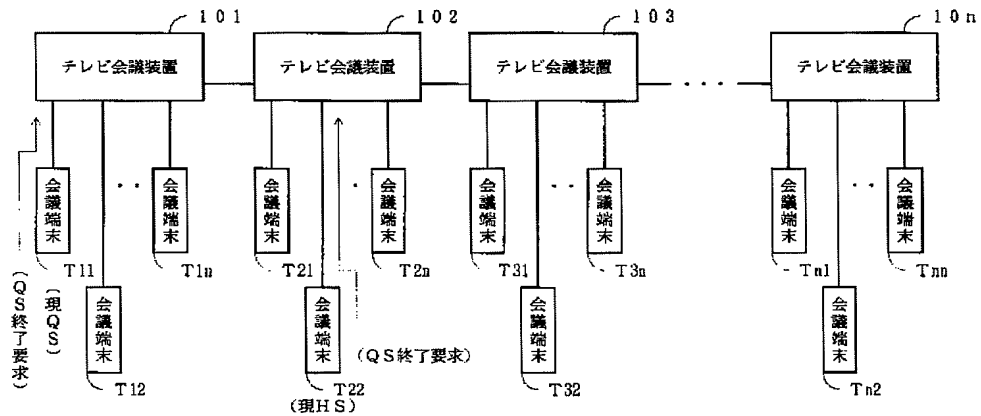 １０１
１０２
１０３
１０ｎ
テレビ会議装置
テレビ会議装置
テレビ会議装置
・・・
テレビ会議装置
会議端末
・・
会議端末
会議端末
・
会議端末
会議端末
・・
会議端末
会議端末
・・
会議端末
T11
T1n
T21
T2n
T31
T3n
Tn1
Tnn
(QS終了要求)
(現QS)
会議端末
会議端末
(QS終了要求)
会議端末
会議端末
T12
T22
T32
Tn2
(現HS)